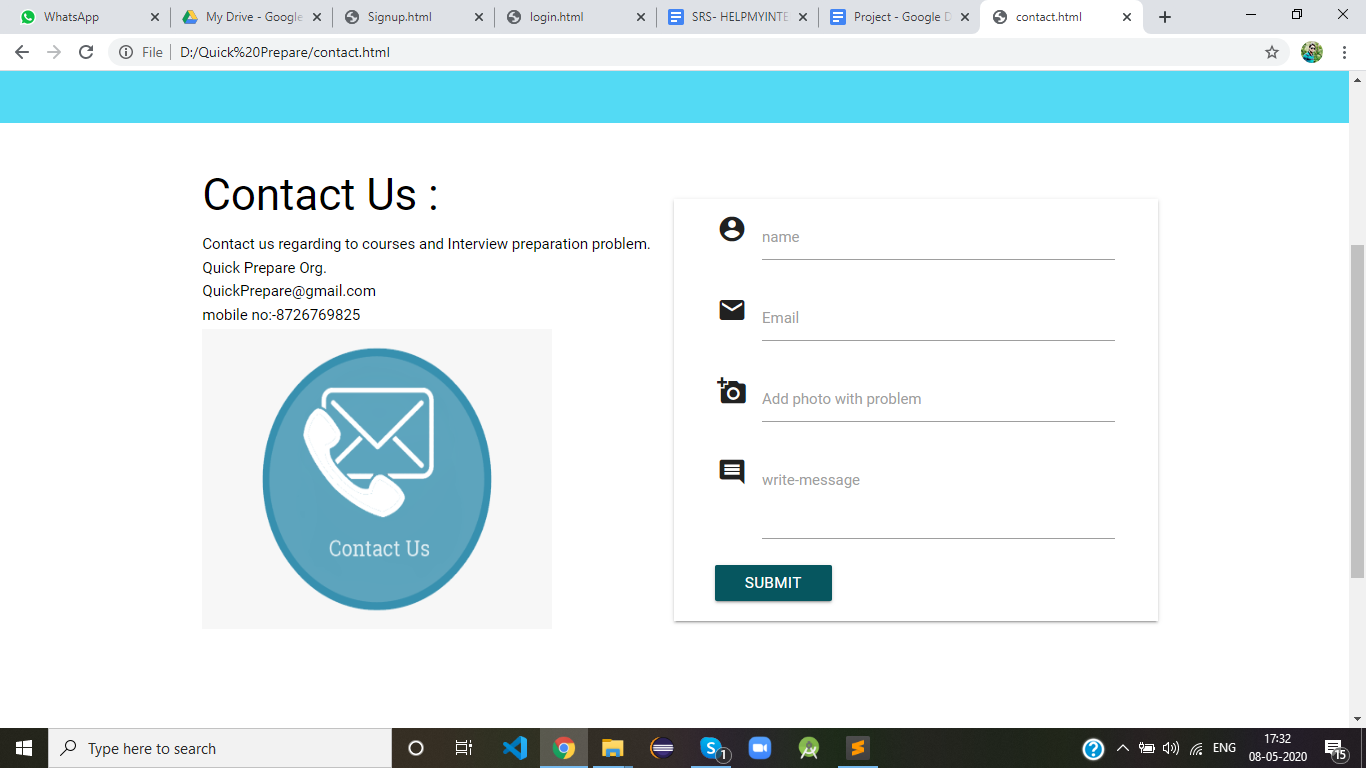 WhatsApp
My Drive - Google
Signup.html
login.html
SRS- HELPMYINTE
Project - Google D
contact.html
File
D:/Quick%20Prepare/contact.html
Contact Us :
Contact us regarding to courses and Interview preparation problem.
Quick Prepare Org.
QuickPrepare@gmail.com
mobile no:-8726769825
Contact Us
name
Email
Add photo with problem
write-message
SUBMIT
Type here to search
1
ENG
17:32
08-05-2020
15